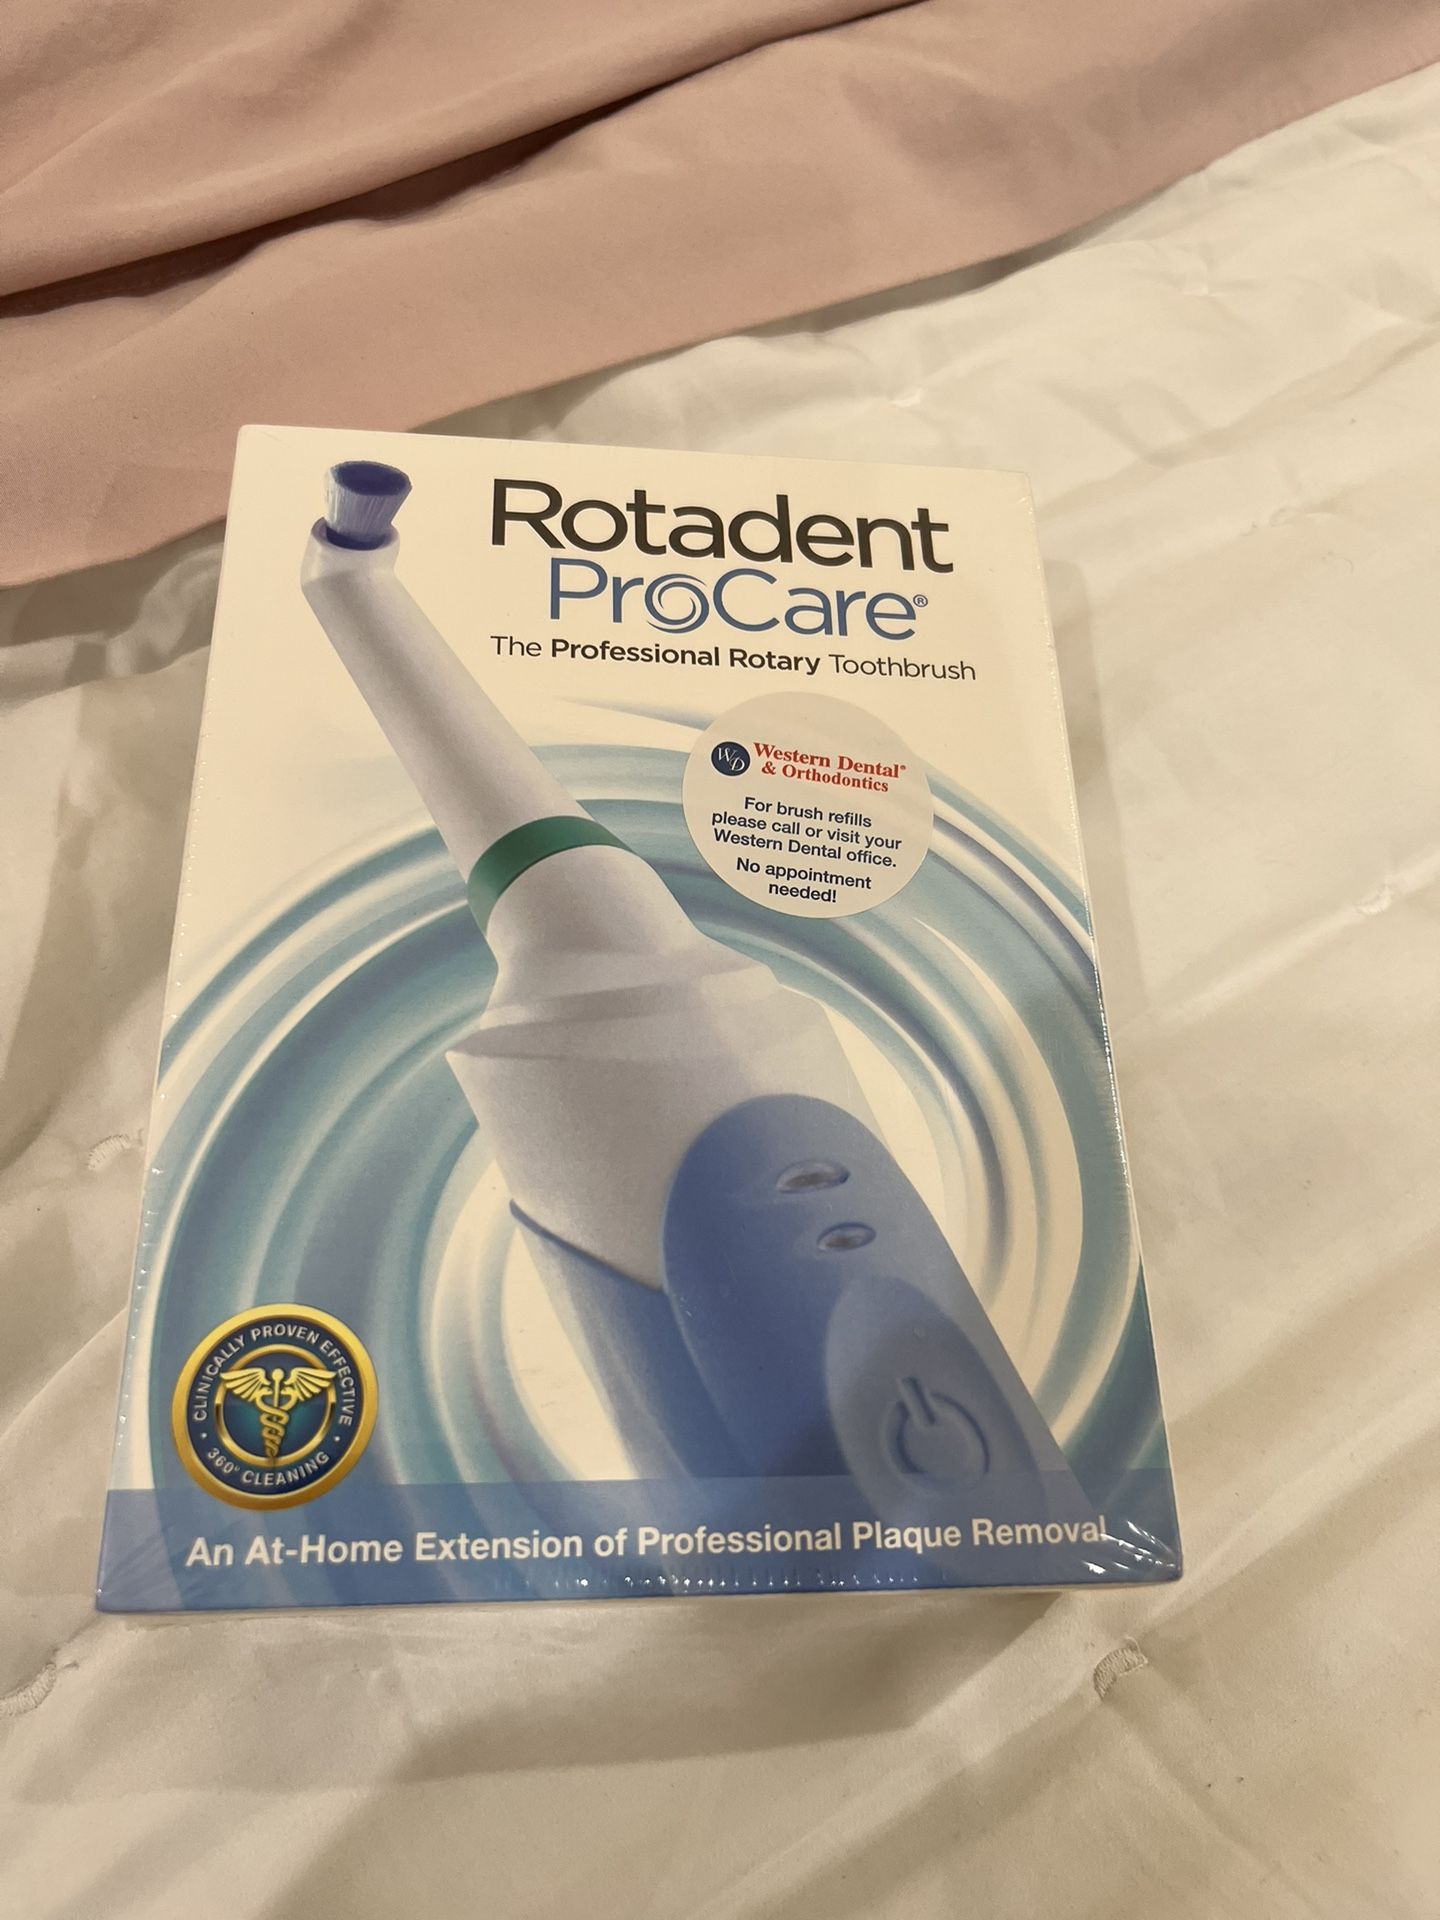 Rotadent
ProCare®
The Professional Rotary Toothbrush
WD
Western Dental®
& Orthodontics
For brush refills
please call or visit your
Western Dental office.
No appointment
needed!
CLINICALLY PROVEN EFFECTIVE
• 360° CLEANING •
An At-Home Extension of Professional Plaque Removal